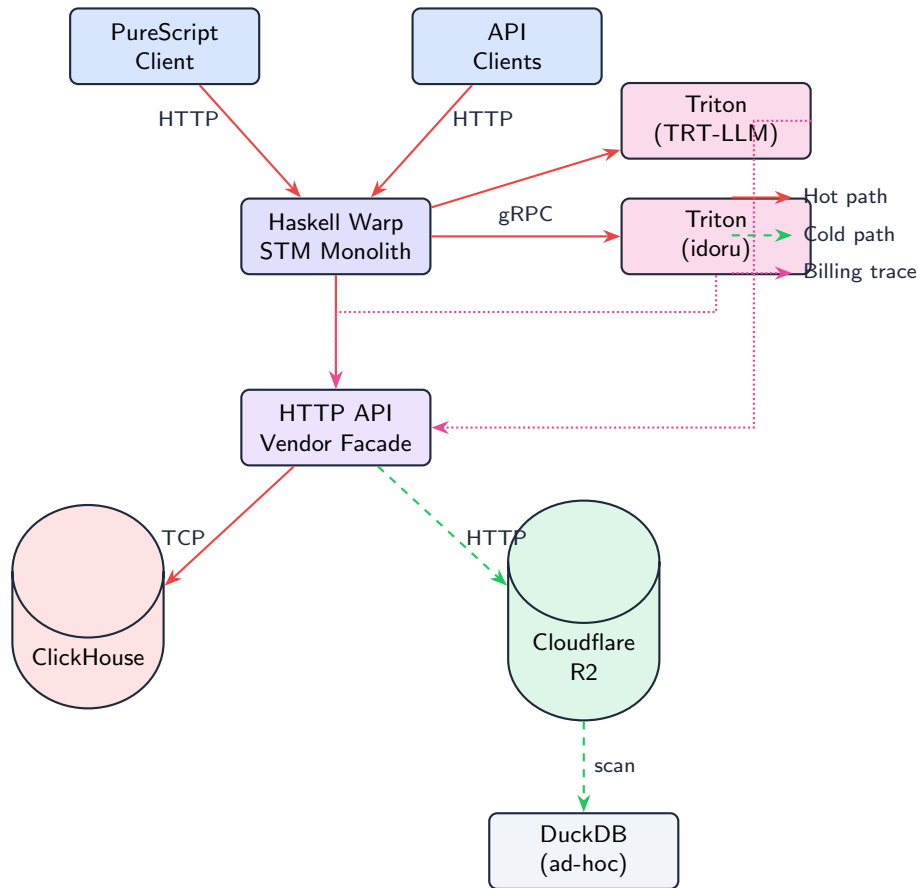 PureScript
Client
API
Clients
HTTP
HTTP
Triton
(TRT-LLM)
Haskell Warp
STM Monolith
gRPC
Triton
(idoru)
Hot path
Cold path
Billing trace
HTTP API
Vendor Facade
TCP
HTTP
ClickHouse
Cloudflare
R2
scan
DuckDB
(ad-hoc)